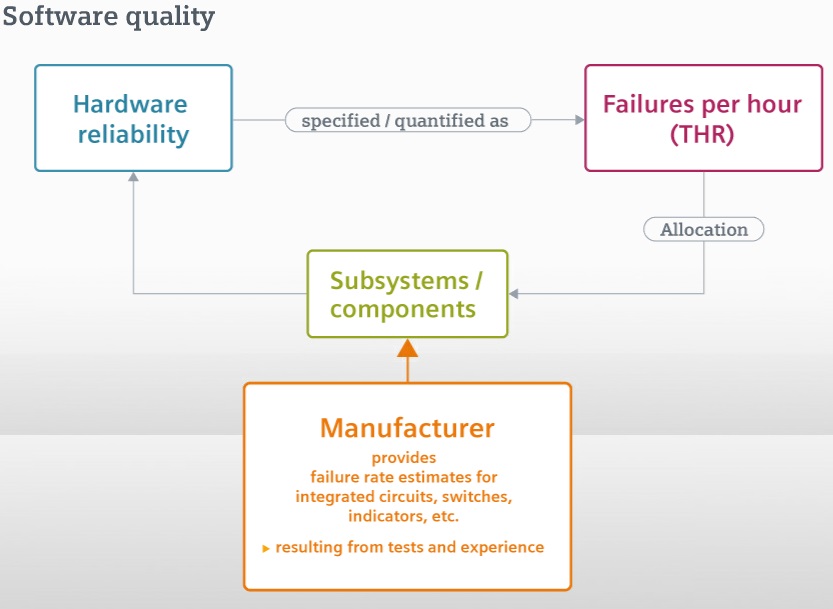 Software quality
Hardware
reliability
specified / quantified as
Failures per hour
(THR)
Allocation
Subsystems /
components
Manufacturer
provides
failure rate estimates for
integrated circuits, switches,
indicators, etc.
▸ resulting from tests and experience